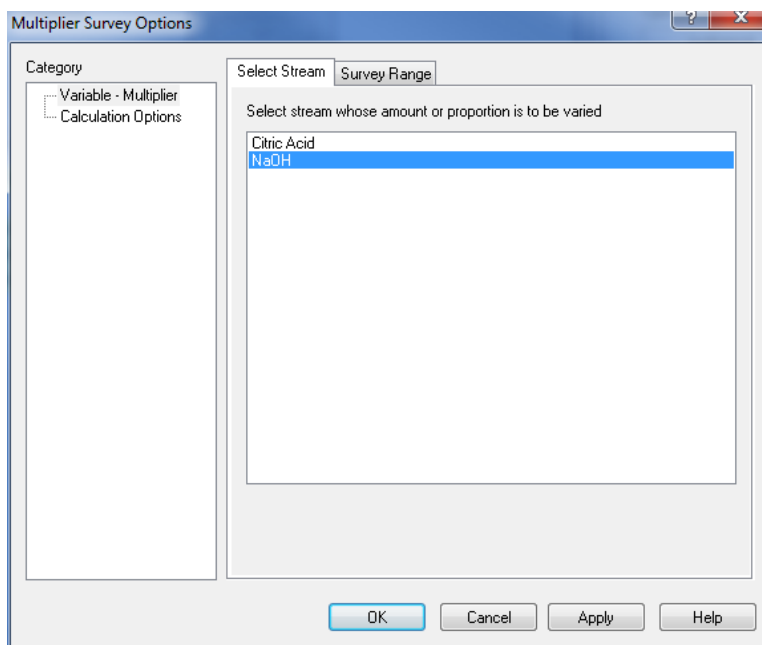 Multiplier Survey Options
?
X
Category
Variable - Multiplier
Calculation Options
Select Stream
Survey Range
Select stream whose amount or proportion is to be varied
Citric Acid
NaOH
OK
Cancel
Apply
Help